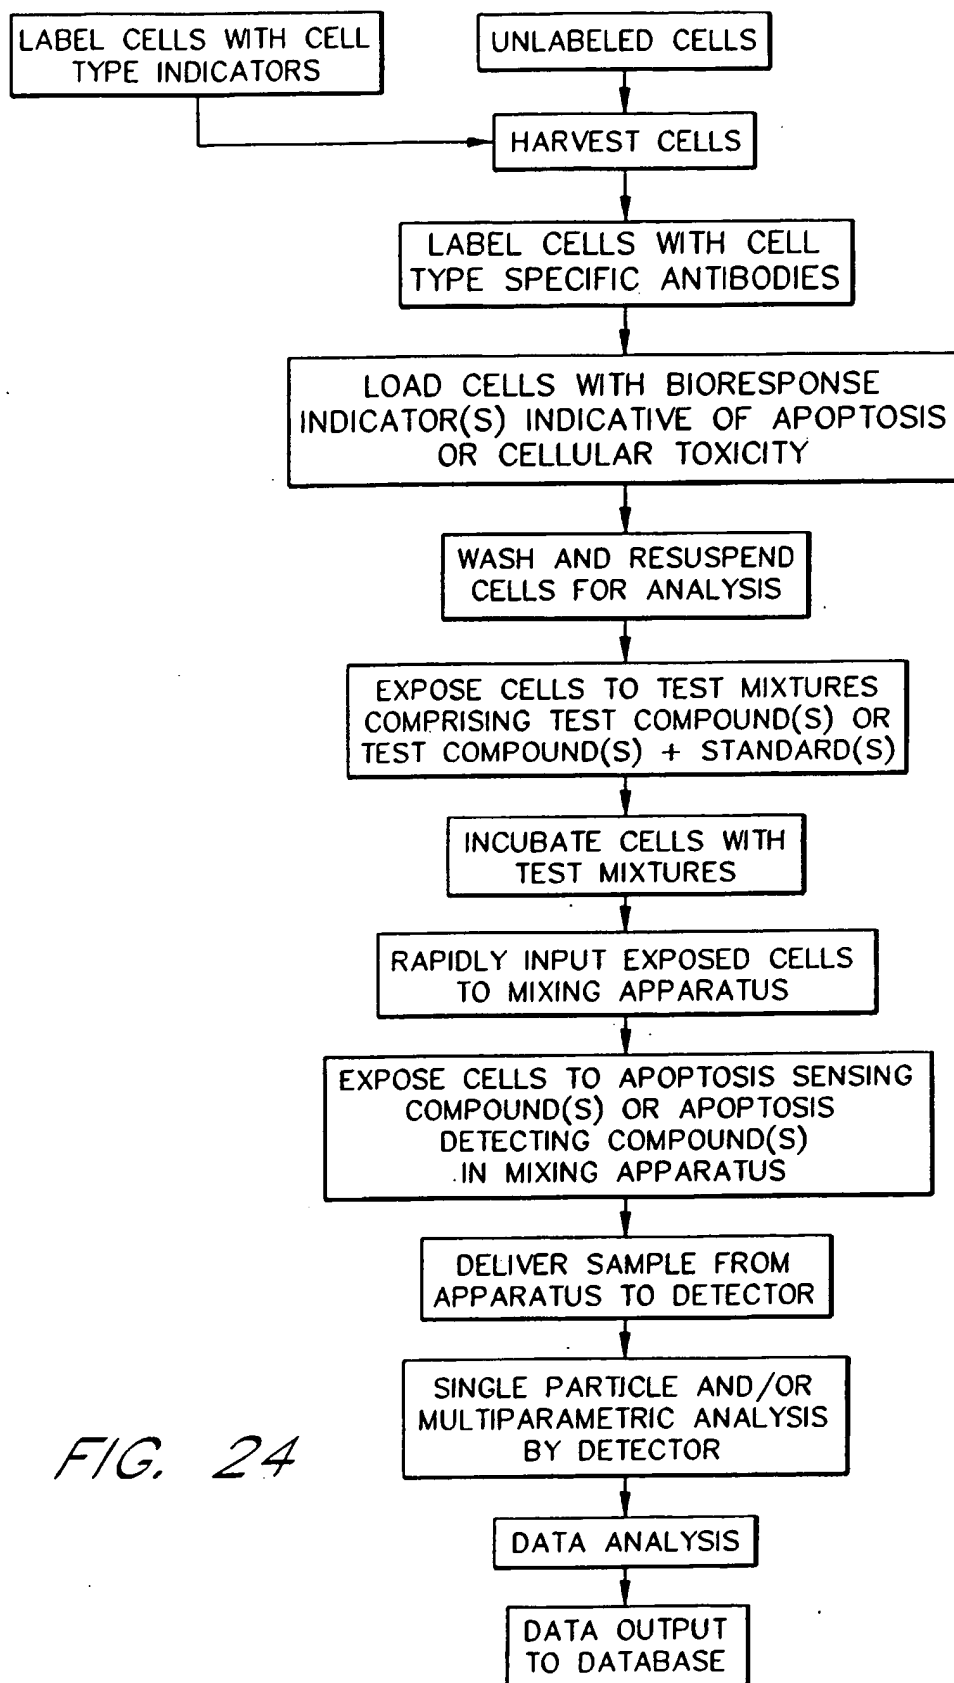 LABEL CELLS WITH CELL
TYPE INDICATORS
UNLABELED CELLS
HARVEST CELLS
LABEL CELLS WITH CELL
TYPE SPECIFIC ANTIBODIES
LOAD CELLS WITH BIORESPONSE
INDICATOR(S) INDICATIVE OF APOPTOSIS
OR CELLULAR TOXICITY
WASH AND RESUSPEND
CELLS FOR ANALYSIS
EXPOSE CELLS TO TEST MIXTURES
COMPRISING TEST COMPOUND(S) OR
TEST COMPOUND(S) + STANDARD(S)
INCUBATE CELLS WITH
TEST MIXTURES
RAPIDLY INPUT EXPOSED CELLS
TO MIXING APPARATUS
EXPOSE CELLS TO APOPTOSIS SENSING
COMPOUND(S) OR APOPTOSIS
DETECTING COMPOUND(S)
IN MIXING APPARATUS
DELIVER SAMPLE FROM
APPARATUS TO DETECTOR
SINGLE PARTICLE AND/OR
MULTIPARAMETRIC ANALYSIS
BY DETECTOR
FIG. 24
DATA ANALYSIS
DATA OUTPUT
TO DATABASE